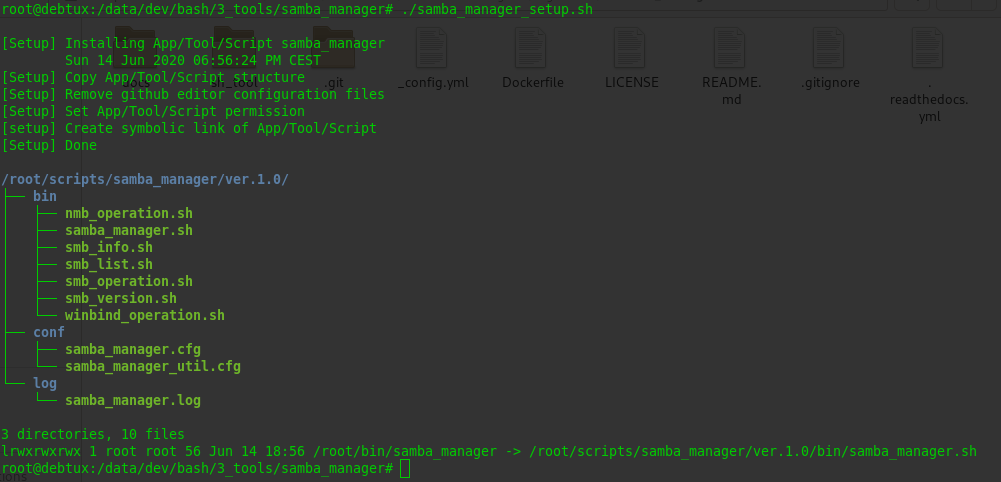 root@debtux:/data/dev/bash/3_tools/samba_manager# ./samba_manager_setup.sh
[Setup] Installing App/Tool/Script samba_manager
Sun 14 Jun 2020 06:56:24 PM CEST
[Setup] Copy App/Tool/Script structure
[Setup] Remove github editor configuration files
[Setup] Set App/Tool/Script permission
[setup] Create symbolic link of App/Tool/Script
[Setup] Done
docs sh_tool .git _config.yml Dockerfile LICENSE README. .gitignore .
md readthedocs.
yml
/root/scripts/samba_manager/ver.1.0/
├── bin
│   ├── nmb_operation.sh
│   ├── samba_manager.sh
│   ├── smb_info.sh
│   ├── smb_list.sh
│   ├── smb_operation.sh
│   ├── smb_version.sh
│   └── winbind_operation.sh
├── conf
│   ├── samba_manager.cfg
│   └── samba_manager_util.cfg
└── log
    └── samba_manager.log
3 directories, 10 files
lrwxrwxrwx 1 root root 56 Jun 14 18:56 /root/bin/samba_manager -> /root/scripts/samba_manager/ver.1.0/bin/samba_manager.sh
root@debtux:/data/dev/bash/3_tools/samba_manager#